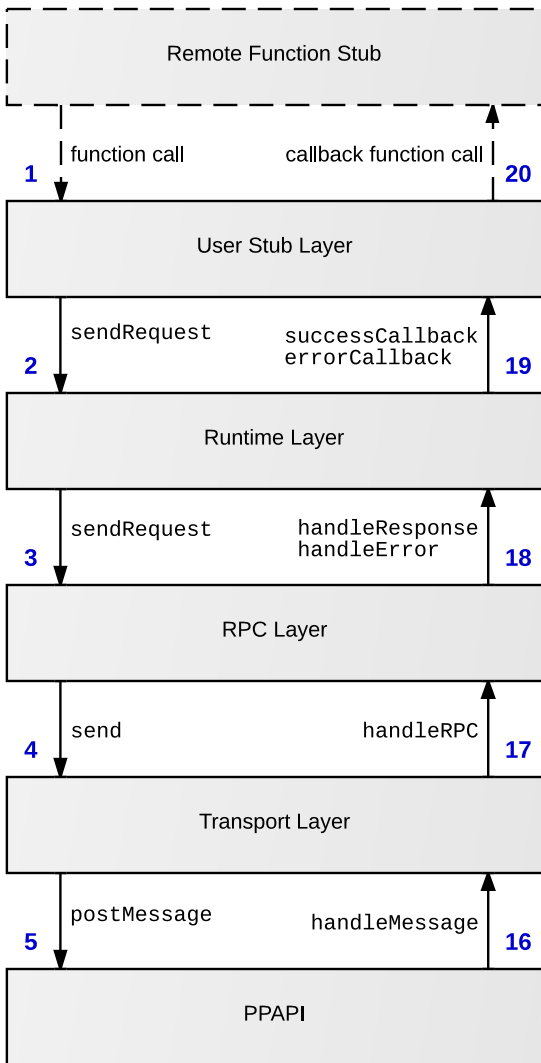 Remote Function Stub
function call
callback function call
1
20
User Stub Layer
sendRequest
successCallback
errorCallback
2
19
Runtime Layer
sendRequest
handleResponse
handleError
3
18
RPC Layer
send
handleRPC
4
17
Transport Layer
postMessage
handleMessage
5
16
PPAPI